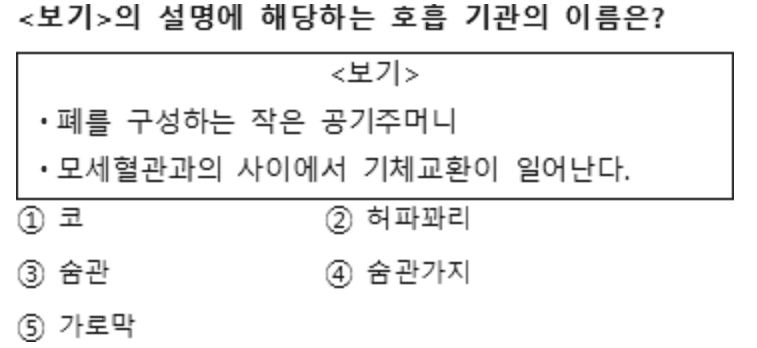 <보기>의 설명에 해당하는 호흡 기관의 이름은?
<보기>
・폐를 구성하는 작은 공기주머니
・모세혈관과의 사이에서 기체교환이 일어난다.
① 코 ② 허파꽈리
③ 숨관 ④ 숨관가지
⑤ 가로막